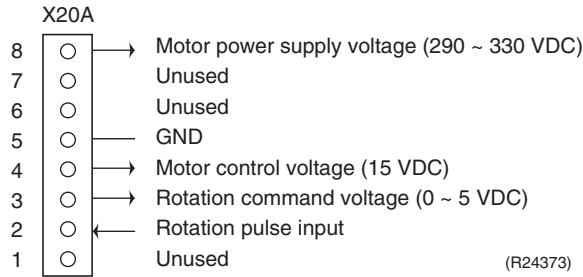 X20A
8 Motor power supply voltage (290 ~ 330 VDC)
7 Unused
6 Unused
5 GND
4 Motor control voltage (15 VDC)
3 Rotation command voltage (0 ~ 5 VDC)
2 Rotation pulse input
1 Unused (R24373)